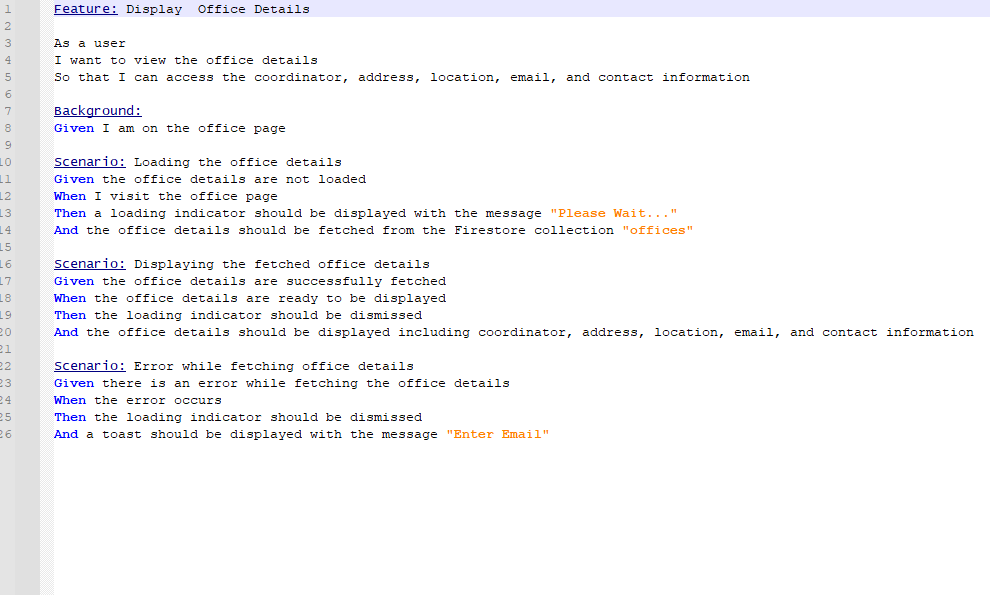 1 Feature: Display  Office Details
2
3 As a user
4 I want to view the office details
5 So that I can access the coordinator, address, location, email, and contact information
6
7 Background:
8 Given I am on the office page
9
10 Scenario: Loading the office details
11 Given the office details are not loaded
12 When I visit the office page
13 Then a loading indicator should be displayed with the message "Please Wait..."
14 And the office details should be fetched from the Firestore collection "offices"
15
16 Scenario: Displaying the fetched office details
17 Given the office details are successfully fetched
18 When the office details are ready to be displayed
19 Then the loading indicator should be dismissed
20 And the office details should be displayed including coordinator, address, location, email, and contact information
21
22 Scenario: Error while fetching office details
23 Given there is an error while fetching the office details
24 When the error occurs
25 Then the loading indicator should be dismissed
26 And a toast should be displayed with the message "Enter Email"